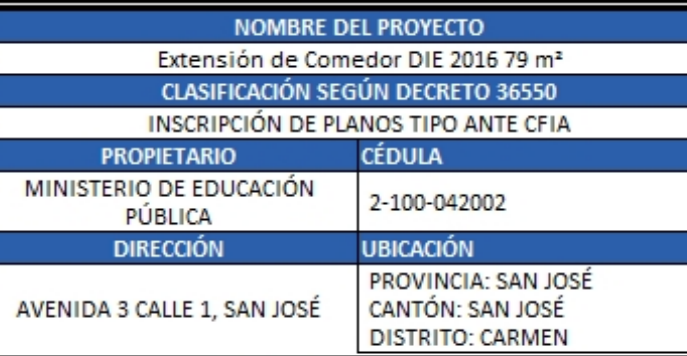 NOMBRE DEL PROYECTO
Extensión de Comedor DIE 2016 79 m²
CLASIFICACIÓN SEGÚN DECRETO 36550
INSCRIPCIÓN DE PLANOS TIPO ANTE CFIA
PROPIETARIO
CÉDULA
MINISTERIO DE EDUCACIÓN
PÚBLICA
2-100-042002
DIRECCIÓN
UBICACIÓN
AVENIDA 3 CALLE 1, SAN JOSÉ
PROVINCIA: SAN JOSÉ
CANTÓN: SAN JOSÉ
DISTRITO: CARMEN